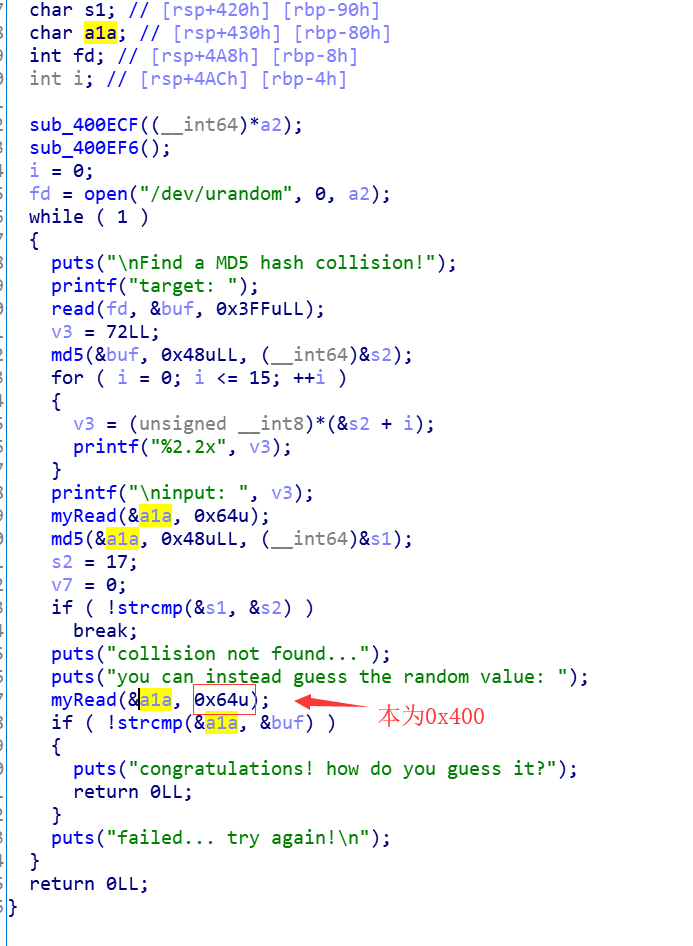 char s1; // [rsp+420h] [rbp-90h]
char a1a; // [rsp+430h] [rbp-80h]
int fd; // [rsp+4A8h] [rbp-8h]
int i; // [rsp+4ACh] [rbp-4h]
sub_400ECF((__int64)*a2);
sub_400EF6();
i = 0;
fd = open("/dev/urandom", 0, a2);
while ( 1 )
{
puts("\nFind a MD5 hash collision!");
printf("target: ");
read(fd, &buf, 0x3FFuLL);
v3 = 72LL;
md5(&buf, 0x48uLL, (__int64)&s2);
for ( i = 0; i <= 15; ++i )
{
v3 = (unsigned __int8)*(&s2 + i);
printf("%2.2x", v3);
}
printf("\ninput: ", v3);
myRead(&a1a, 0x64u);
md5(&a1a, 0x48uLL, (__int64)&s1);
s2 = 17;
v7 = 0;
if ( !strcmp(&s1, &s2) )
break;
puts("collision not found...");
puts("you can instead guess the random value: ");
myRead(&a1a, 0x64u);
本为0x400
if ( !strcmp(&a1a, &buf) )
{
puts("congratulations! how do you guess it?");
return 0LL;
}
puts("failed... try again!\n");
}
return 0LL;
}